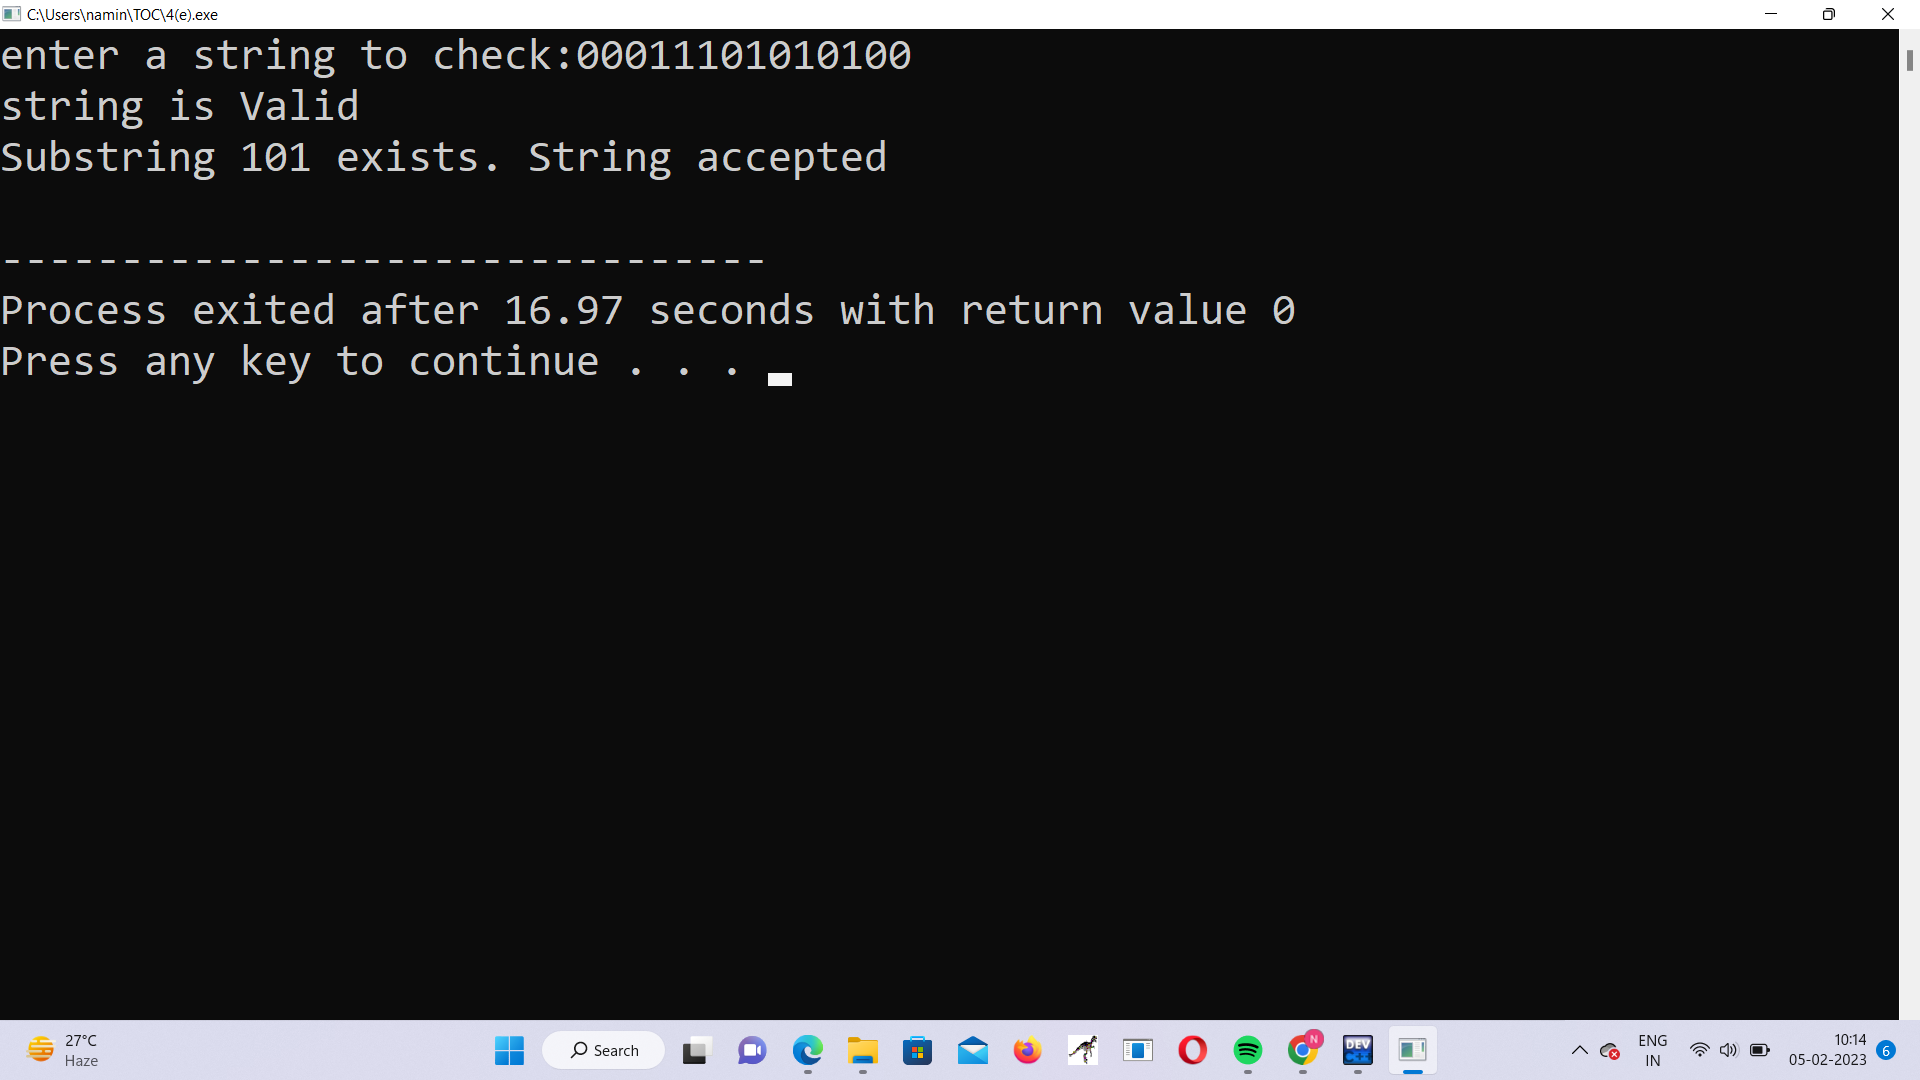 C:\Users\namin\TOC\4(e).exe
enter a string to check:00011101010100
string is Valid
Substring 101 exists. String accepted
--------------------------------
Process exited after 16.97 seconds with return value 0
Press any key to continue . . .
27°C
Haze
Search
N
DEV
C++
ENG
IN
10:14
05-02-2023
6